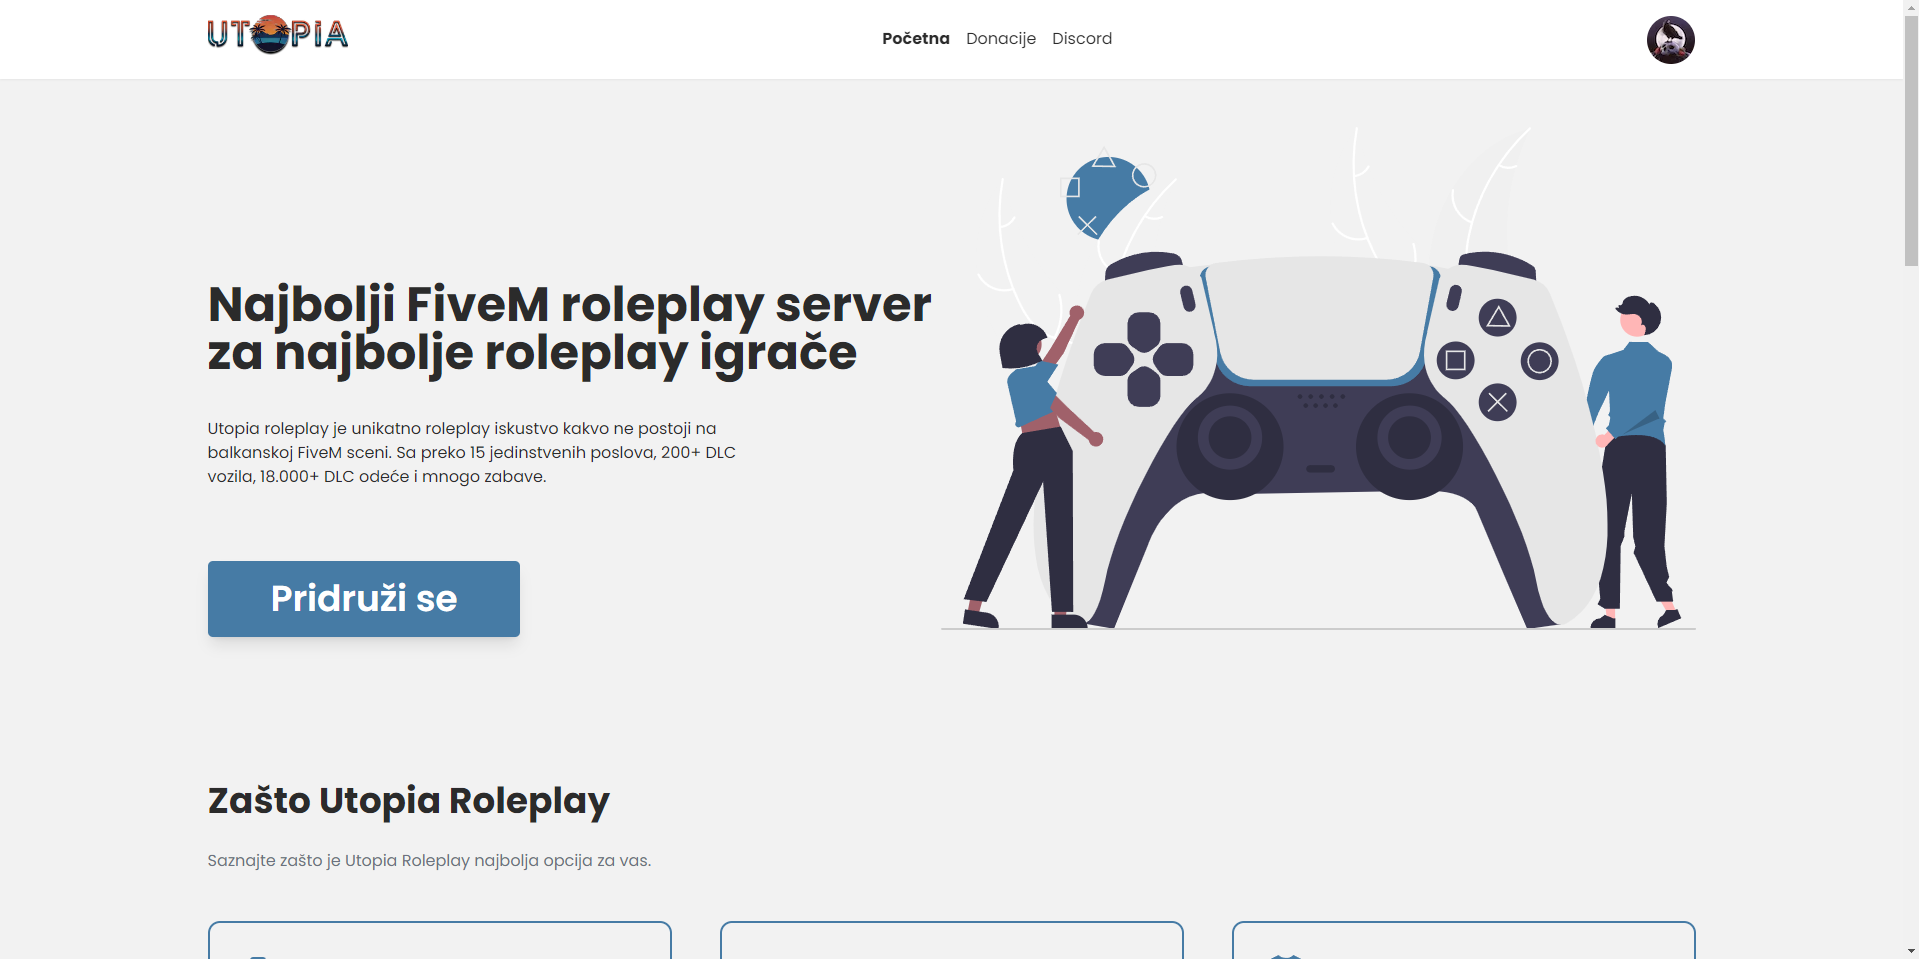 UTOPIA
Početna Donacije Discord
Najbolji FiveM roleplay server
za najbolje roleplay igrače
Utopia roleplay je unikatno roleplay iskustvo kakvo ne postoji na
balkanskoj FiveM sceni. Sa preko 15 jedinstvenih poslova, 200+ DLC
vozila, 18.000+ DLC odeće i mnogo zabave.
Pridruži se
Zašto Utopia Roleplay
Saznajte zašto je Utopia Roleplay najbolja opcija za vas.